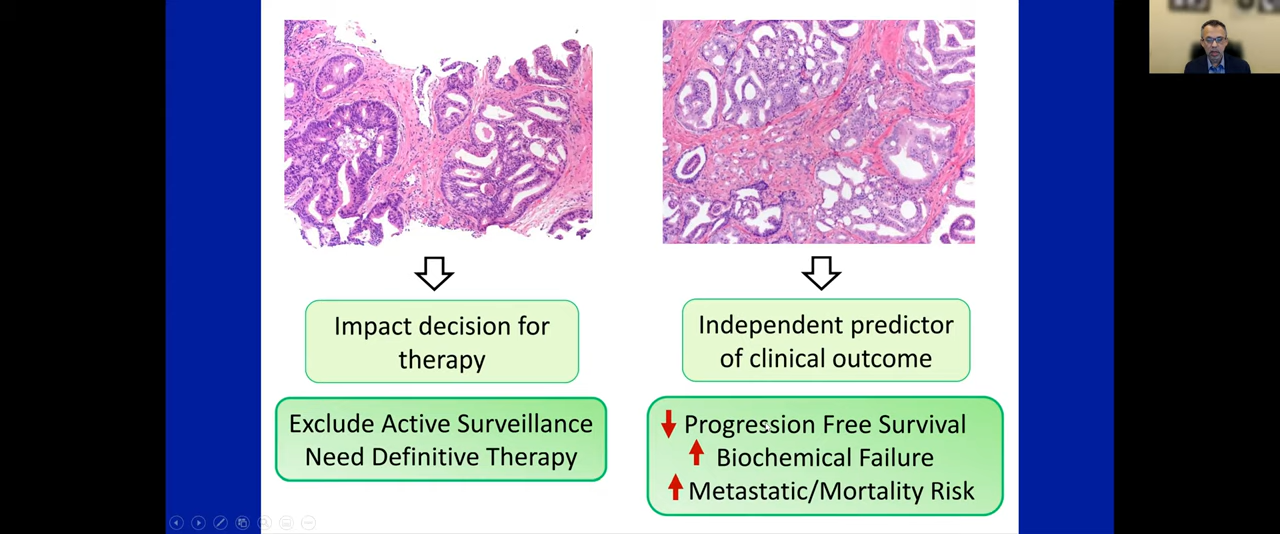 Impact decision for
therapy
Exclude Active Surveillance
Need Definitive Therapy
Independent predictor
of clinical outcome
Progression Free Survival
Biochemical Failure
Metastatic/Mortality Risk